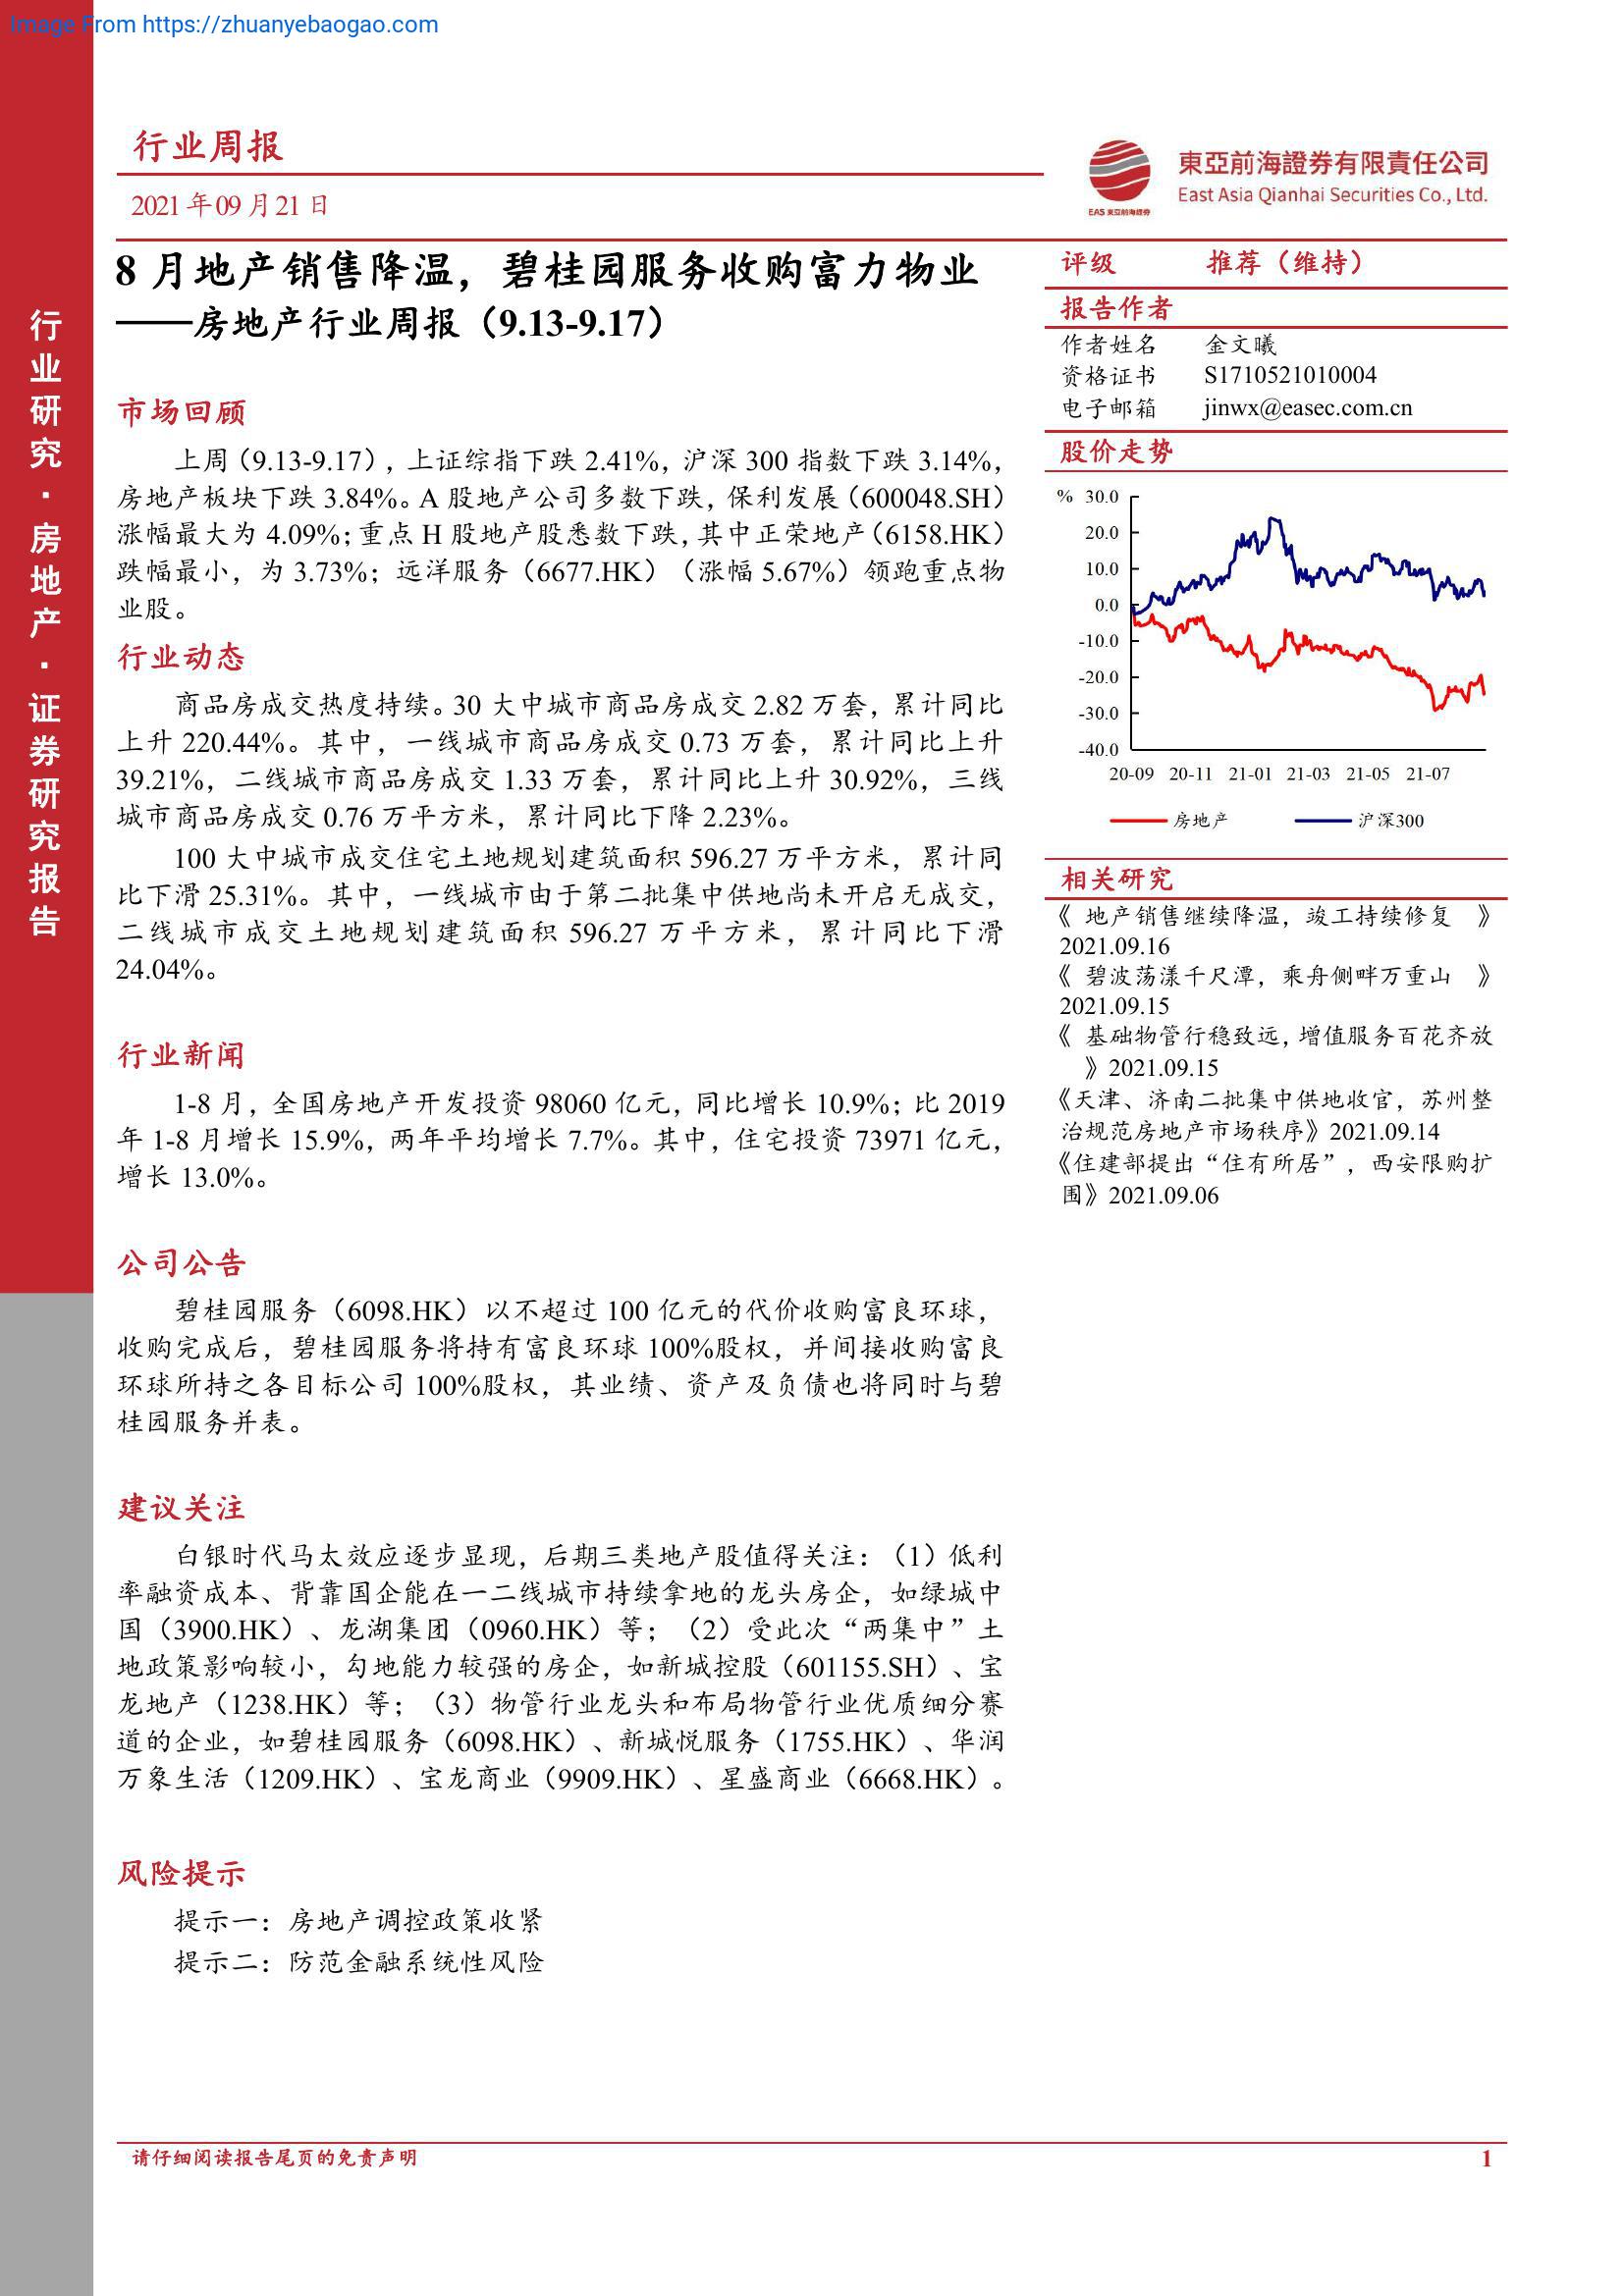 Image From https://zhuanyebaogao.com
行业周报
2021年09月21日
EAS 東亞前海證券
東亞前海證券有限責任公司
East Asia Qianhai Securities Co., Ltd.
行业研究·房地产·证券研究报告
8 月地产销售降温，碧桂园服务收购富力物业
——房地产行业周报（9.13-9.17）
市场回顾
上周（9.13-9.17），上证综指下跌 2.41%，沪深 300 指数下跌 3.14%，
房地产板块下跌 3.84%。A 股地产公司多数下跌，保利发展（600048.SH）
涨幅最大为 4.09%；重点 H 股地产股悉数下跌，其中正荣地产（6158.HK）
跌幅最小，为 3.73%；远洋服务（6677.HK）（涨幅 5.67%）领跑重点物
业股。
行业动态
商品房成交热度持续。30 大中城市商品房成交 2.82 万套，累计同比
上升 220.44%。其中，一线城市商品房成交 0.73 万套，累计同比上升
39.21%，二线城市商品房成交 1.33 万套，累计同比上升 30.92%，三线
城市商品房成交 0.76 万平方米，累计同比下降 2.23%。
100 大中城市成交住宅土地规划建筑面积 596.27 万平方米，累计同
比下滑 25.31%。其中，一线城市由于第二批集中供地尚未开启无成交，
二线城市成交土地规划建筑面积 596.27 万平方米，累计同比下滑
24.04%。
行业新闻
1-8 月，全国房地产开发投资 98060 亿元，同比增长 10.9%；比 2019
年 1-8 月增长 15.9%，两年平均增长 7.7%。其中，住宅投资 73971 亿元，
增长 13.0%。
公司公告
碧桂园服务（6098.HK）以不超过 100 亿元的代价收购富良环球，
收购完成后，碧桂园服务将持有富良环球 100%股权，并间接收购富良
环球所持之各目标公司 100%股权，其业绩、资产及负债也将同时与碧
桂园服务并表。
建议关注
白银时代马太效应逐步显现，后期三类地产股值得关注：（1）低利
率融资成本、背靠国企能在一二线城市持续拿地的龙头房企，如绿城中
国（3900.HK）、龙湖集团（0960.HK）等；（2）受此次“两集中”土
地政策影响较小，勾地能力较强的房企，如新城控股（601155.SH）、宝
龙地产（1238.HK）等；（3）物管行业龙头和布局物管行业优质细分赛
道的企业，如碧桂园服务（6098.HK）、新城悦服务（1755.HK）、华润
万象生活（1209.HK）、宝龙商业（9909.HK）、星盛商业（6668.HK）。
风险提示
提示一：房地产调控政策收紧
提示二：防范金融系统性风险
评级 推荐（维持）
报告作者
作者姓名 金文曦
资格证书 S1710521010004
电子邮箱 jinwx@easec.com.cn
股价走势
% 30.0
20.0
10.0
0.0
-10.0
-20.0
-30.0
-40.0
20-09 20-11 21-01 21-03 21-05 21-07
房地产 沪深300
相关研究
《 地产销售继续降温，竣工持续修复 》
2021.09.16
《 碧波荡漾千尺潭，乘舟侧畔万重山 》
2021.09.15
《 基础物管行稳致远，增值服务百花齐放
》2021.09.15
《天津、济南二批集中供地收官，苏州整
治规范房地产市场秩序》2021.09.14
《住建部提出“住有所居”，西安限购扩
围》2021.09.06
请仔细阅读报告尾页的免责声明
1